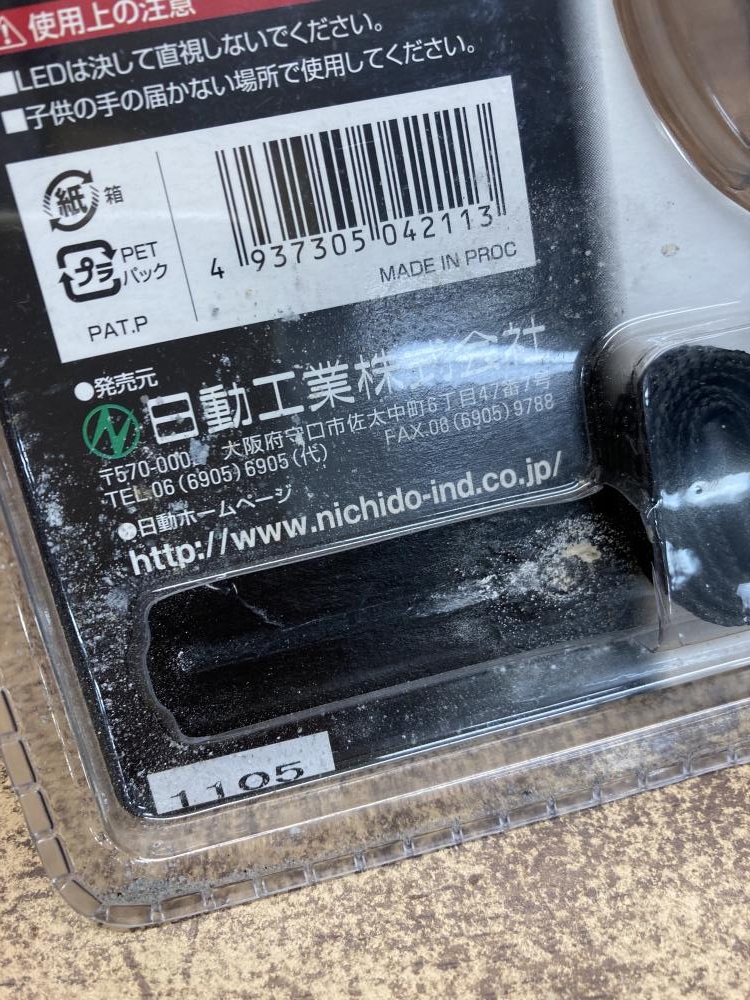 使用上の注意
■LEDは決して直視しないでください。
■子供の手の届かない場所で使用してください。
紙 箱
プラ PET
パック
PAT.P
4 937305 042113
MADE IN PROC
●発売元
日動工業株式会社
〒570-000 大阪府守口市佐太中町6丁目47番7号
TEL.06(6905)6905(代) FAX.06(6905)9788
●日動ホームページ
http://www.nichido-ind.co.jp/
1105